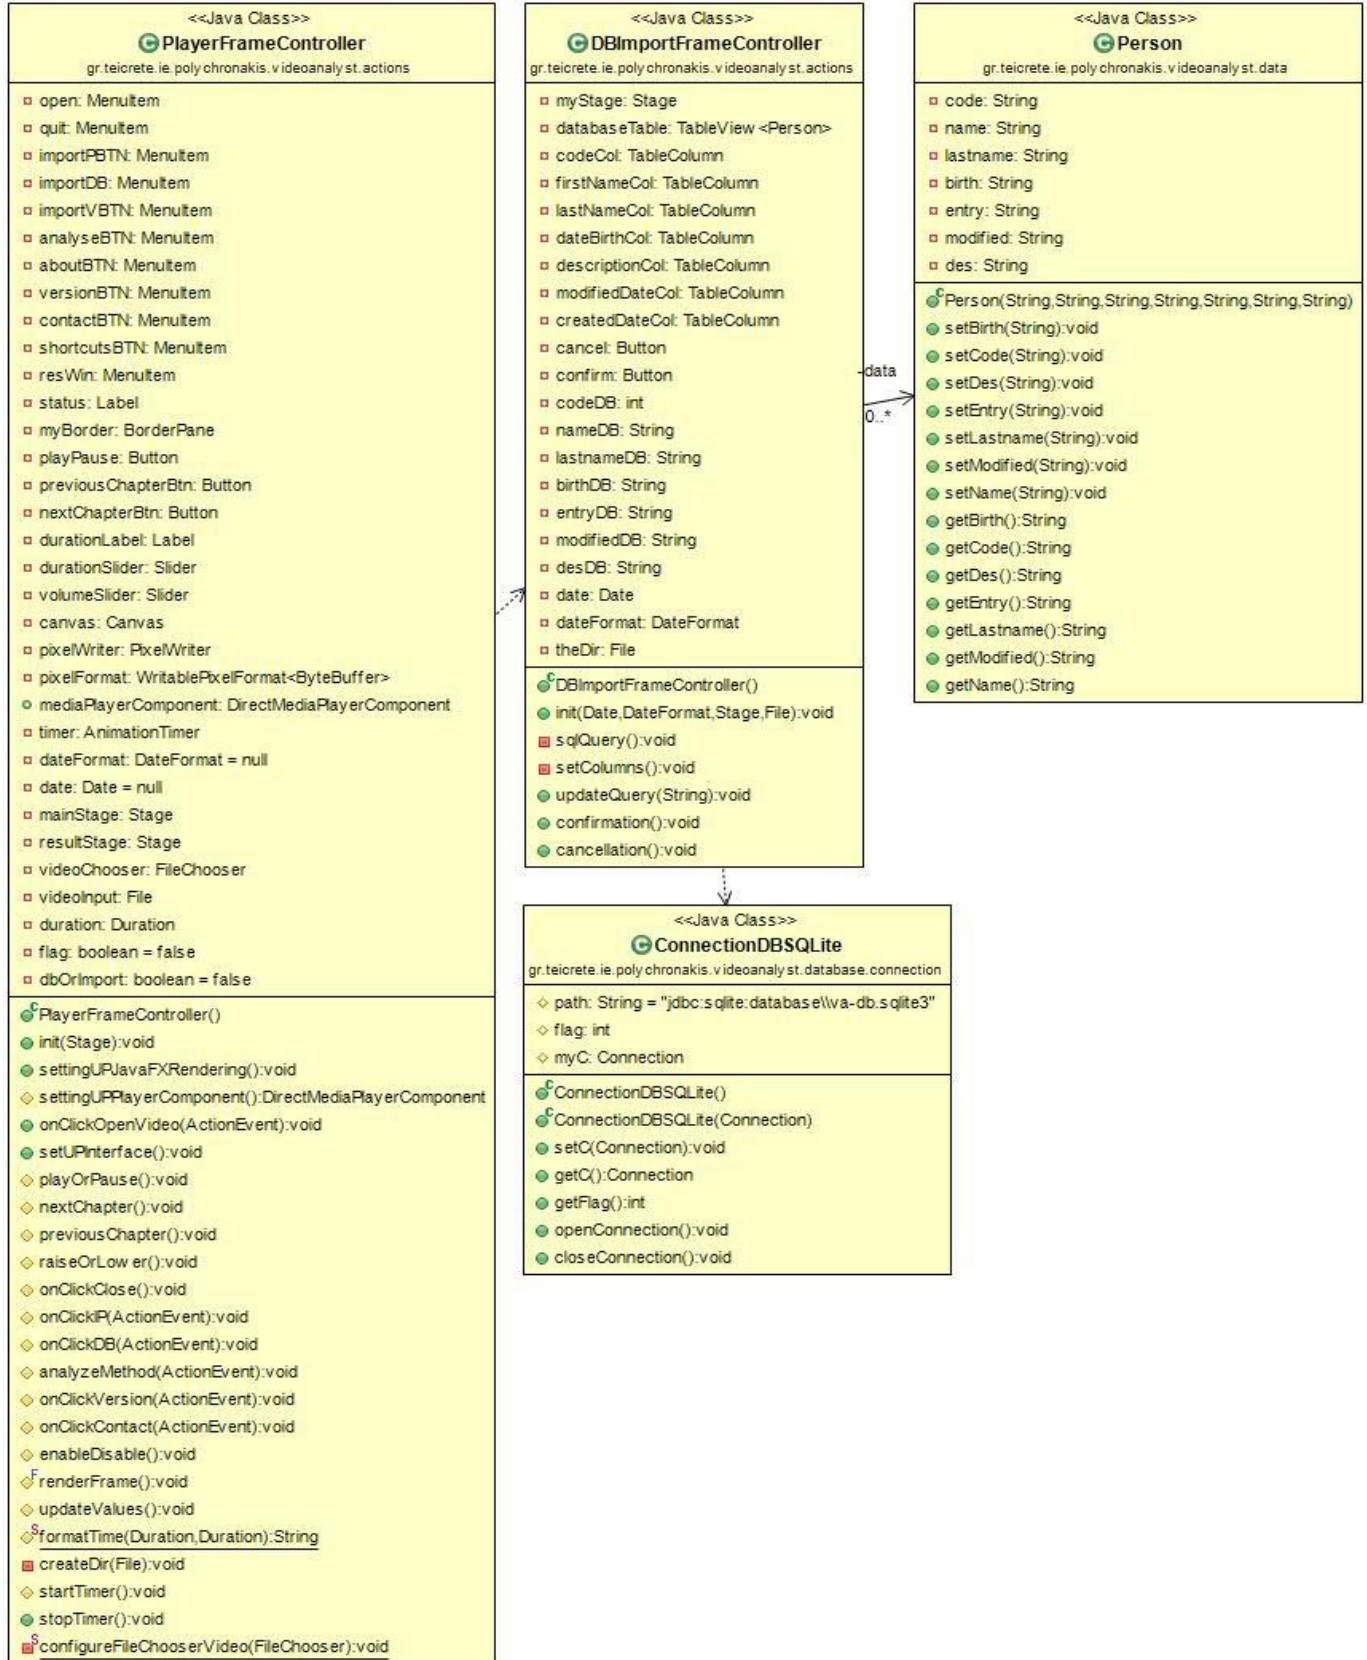 <<Java Class>>
PlayerFrameController
gr.teicrete.ie.polychronakis.videoanalyst.actions
open: MenuItem
quit: MenuItem
importPBTN: MenuItem
importDB: MenuItem
importVBTN: MenuItem
analyseBTN: MenuItem
aboutBTN: MenuItem
versionBTN: MenuItem
contactBTN: MenuItem
shortcutsBTN: MenuItem
resWin: MenuItem
status: Label
myBorder: BorderPane
playPause: Button
previousChapterBtn: Button
nextChapterBtn: Button
durationLabel: Label
durationSlider: Slider
volumeSlider: Slider
canvas: Canvas
pixelWriter: PixelWriter
pixelFormat: WritablePixelFormat<ByteBuffer>
mediaPlayerComponent: DirectMediaPlayerComponent
timer: AnimationTimer
dateFormat: DateFormat = null
date: Date = null
mainStage: Stage
resultStage: Stage
videoChooser: FileChooser
videoInput: File
duration: Duration
flag: boolean = false
dbOrImport: boolean = false
C PlayerFrameController()
init(Stage):void
settingUPJavaFXRendering():void
settingUPPlayerComponent():DirectMediaPlayerComponent
onClickOpenVideo(ActionEvent):void
setUPInterface():void
playOrPause():void
nextChapter():void
previousChapter():void
raiseOrLower():void
onClickClose():void
onClickIP(ActionEvent):void
onClickDB(ActionEvent):void
analyzeMethod(ActionEvent):void
onClickVersion(ActionEvent):void
onClickContact(ActionEvent):void
enableDisable():void
F renderFrame():void
updateValues():void
S formatTime(Duration,Duration):String
createDir(File):void
startTimer():void
stopTimer():void
S configureFileChooserVideo(FileChooser):void
<<Java Class>>
DBImportFrameController
gr.teicrete.ie.polychronakis.videoanalyst.actions
myStage: Stage
databaseTable: TableView<Person>
codeCol: TableColumn
firstNameCol: TableColumn
lastNameCol: TableColumn
dateBirthCol: TableColumn
descriptionCol: TableColumn
modifiedDateCol: TableColumn
createdDateCol: TableColumn
cancel: Button
confirm: Button
codeDB: int
nameDB: String
lastnameDB: String
birthDB: String
entryDB: String
modifiedDB: String
desDB: String
date: Date
dateFormat: DateFormat
theDir: File
C DBImportFrameController()
init(Date,DateFormat,Stage,File):void
sqlQuery():void
setColumns():void
updateQuery(String):void
confirmation():void
cancellation():void
-data
0..*
<<Java Class>>
Person
gr.teicrete.ie.polychronakis.videoanalyst.data
code: String
name: String
lastname: String
birth: String
entry: String
modified: String
des: String
C Person(String,String,String,String,String,String,String)
setBirth(String):void
setCode(String):void
setDes(String):void
setEntry(String):void
setLastname(String):void
setModified(String):void
setName(String):void
getBirth():String
getCode():String
getDes():String
getEntry():String
getLastname():String
getModified():String
getName():String
<<Java Class>>
ConnectionDBSQLite
gr.teicrete.ie.polychronakis.videoanalyst.database.connection
path: String = "jdbc:sqlite:database\\va-db.sqlite3"
flag: int
myC: Connection
C ConnectionDBSQLite()
C ConnectionDBSQLite(Connection)
setC(Connection):void
getC():Connection
getFlag():int
openConnection():void
closeConnection():void